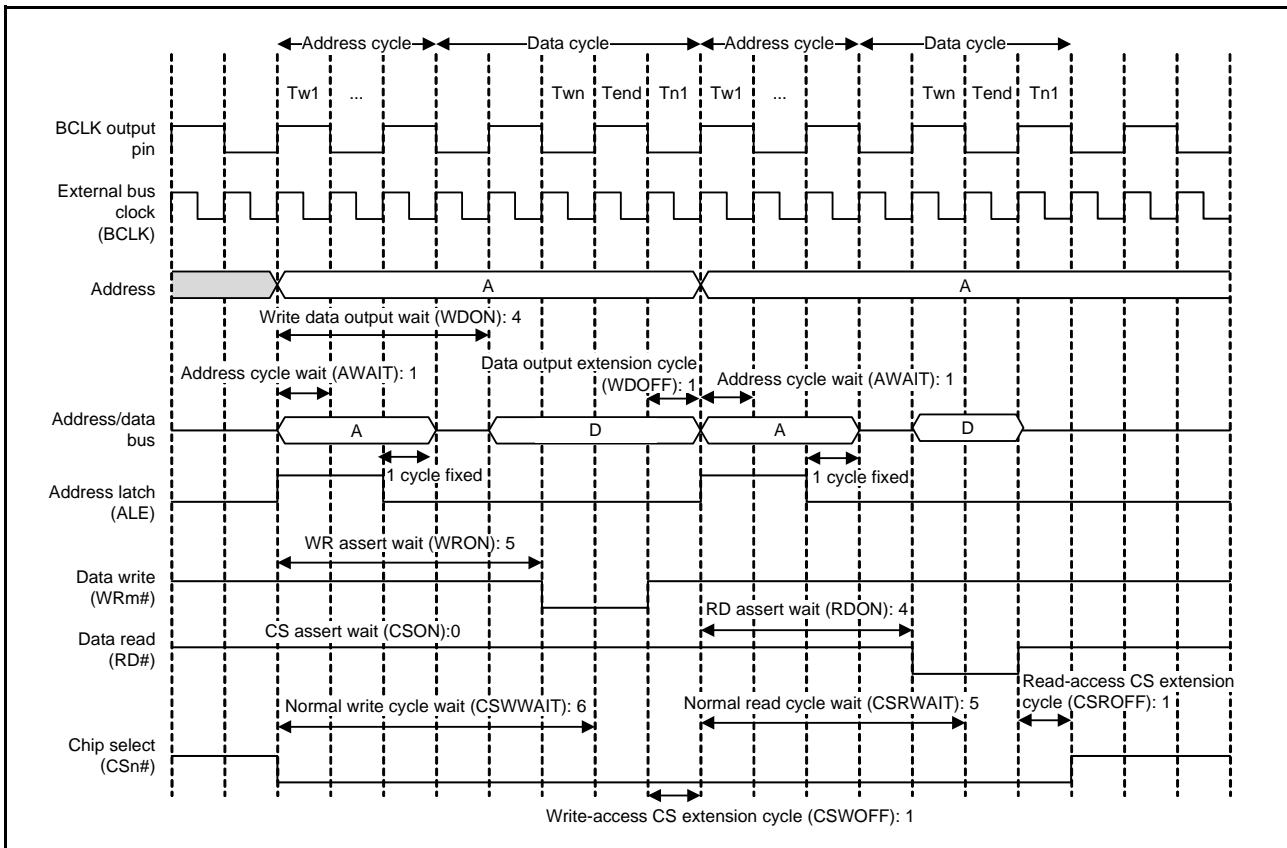 Address cycle Data cycle Address cycle Data cycle
Tw1 ... Twn Tend Tn1 Tw1 ... Twn Tend Tn1
BCLK output
pin
External bus
clock
(BCLK)
Address
A A
Write data output wait (WDON): 4
Data output extension cycle
(WDOFF): 1
Address cycle wait (AWAIT): 1
Address cycle wait (AWAIT): 1
Address/data
bus
A D A D
1 cycle fixed
1 cycle fixed
Address latch
(ALE)
WR assert wait (WRON): 5
Data write
(WRm#)
RD assert wait (RDON): 4
CS assert wait (CSON):0
Data read
(RD#)
Read-access CS extension
cycle (CSROFF): 1
Normal write cycle wait (CSWWAIT): 6
Normal read cycle wait (CSRWAIT): 5
Chip select
(CSn#)
Write-access CS extension cycle (CSWOFF): 1